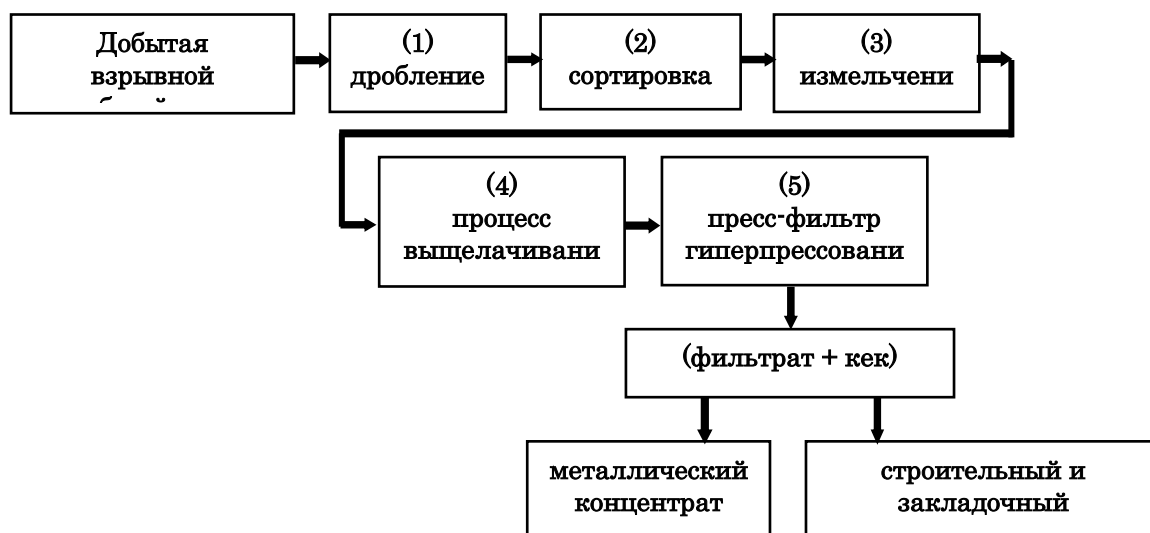 Добытая
взрывной
(1)
дробление
(2)
сортировка
(3)
измельчени
(4)
процесс
выщелачивани
(5)
пресс-фильтр
гиперпрессовани
(фильтрат + кек)
металлический
концентрат
строительный и
закладочный